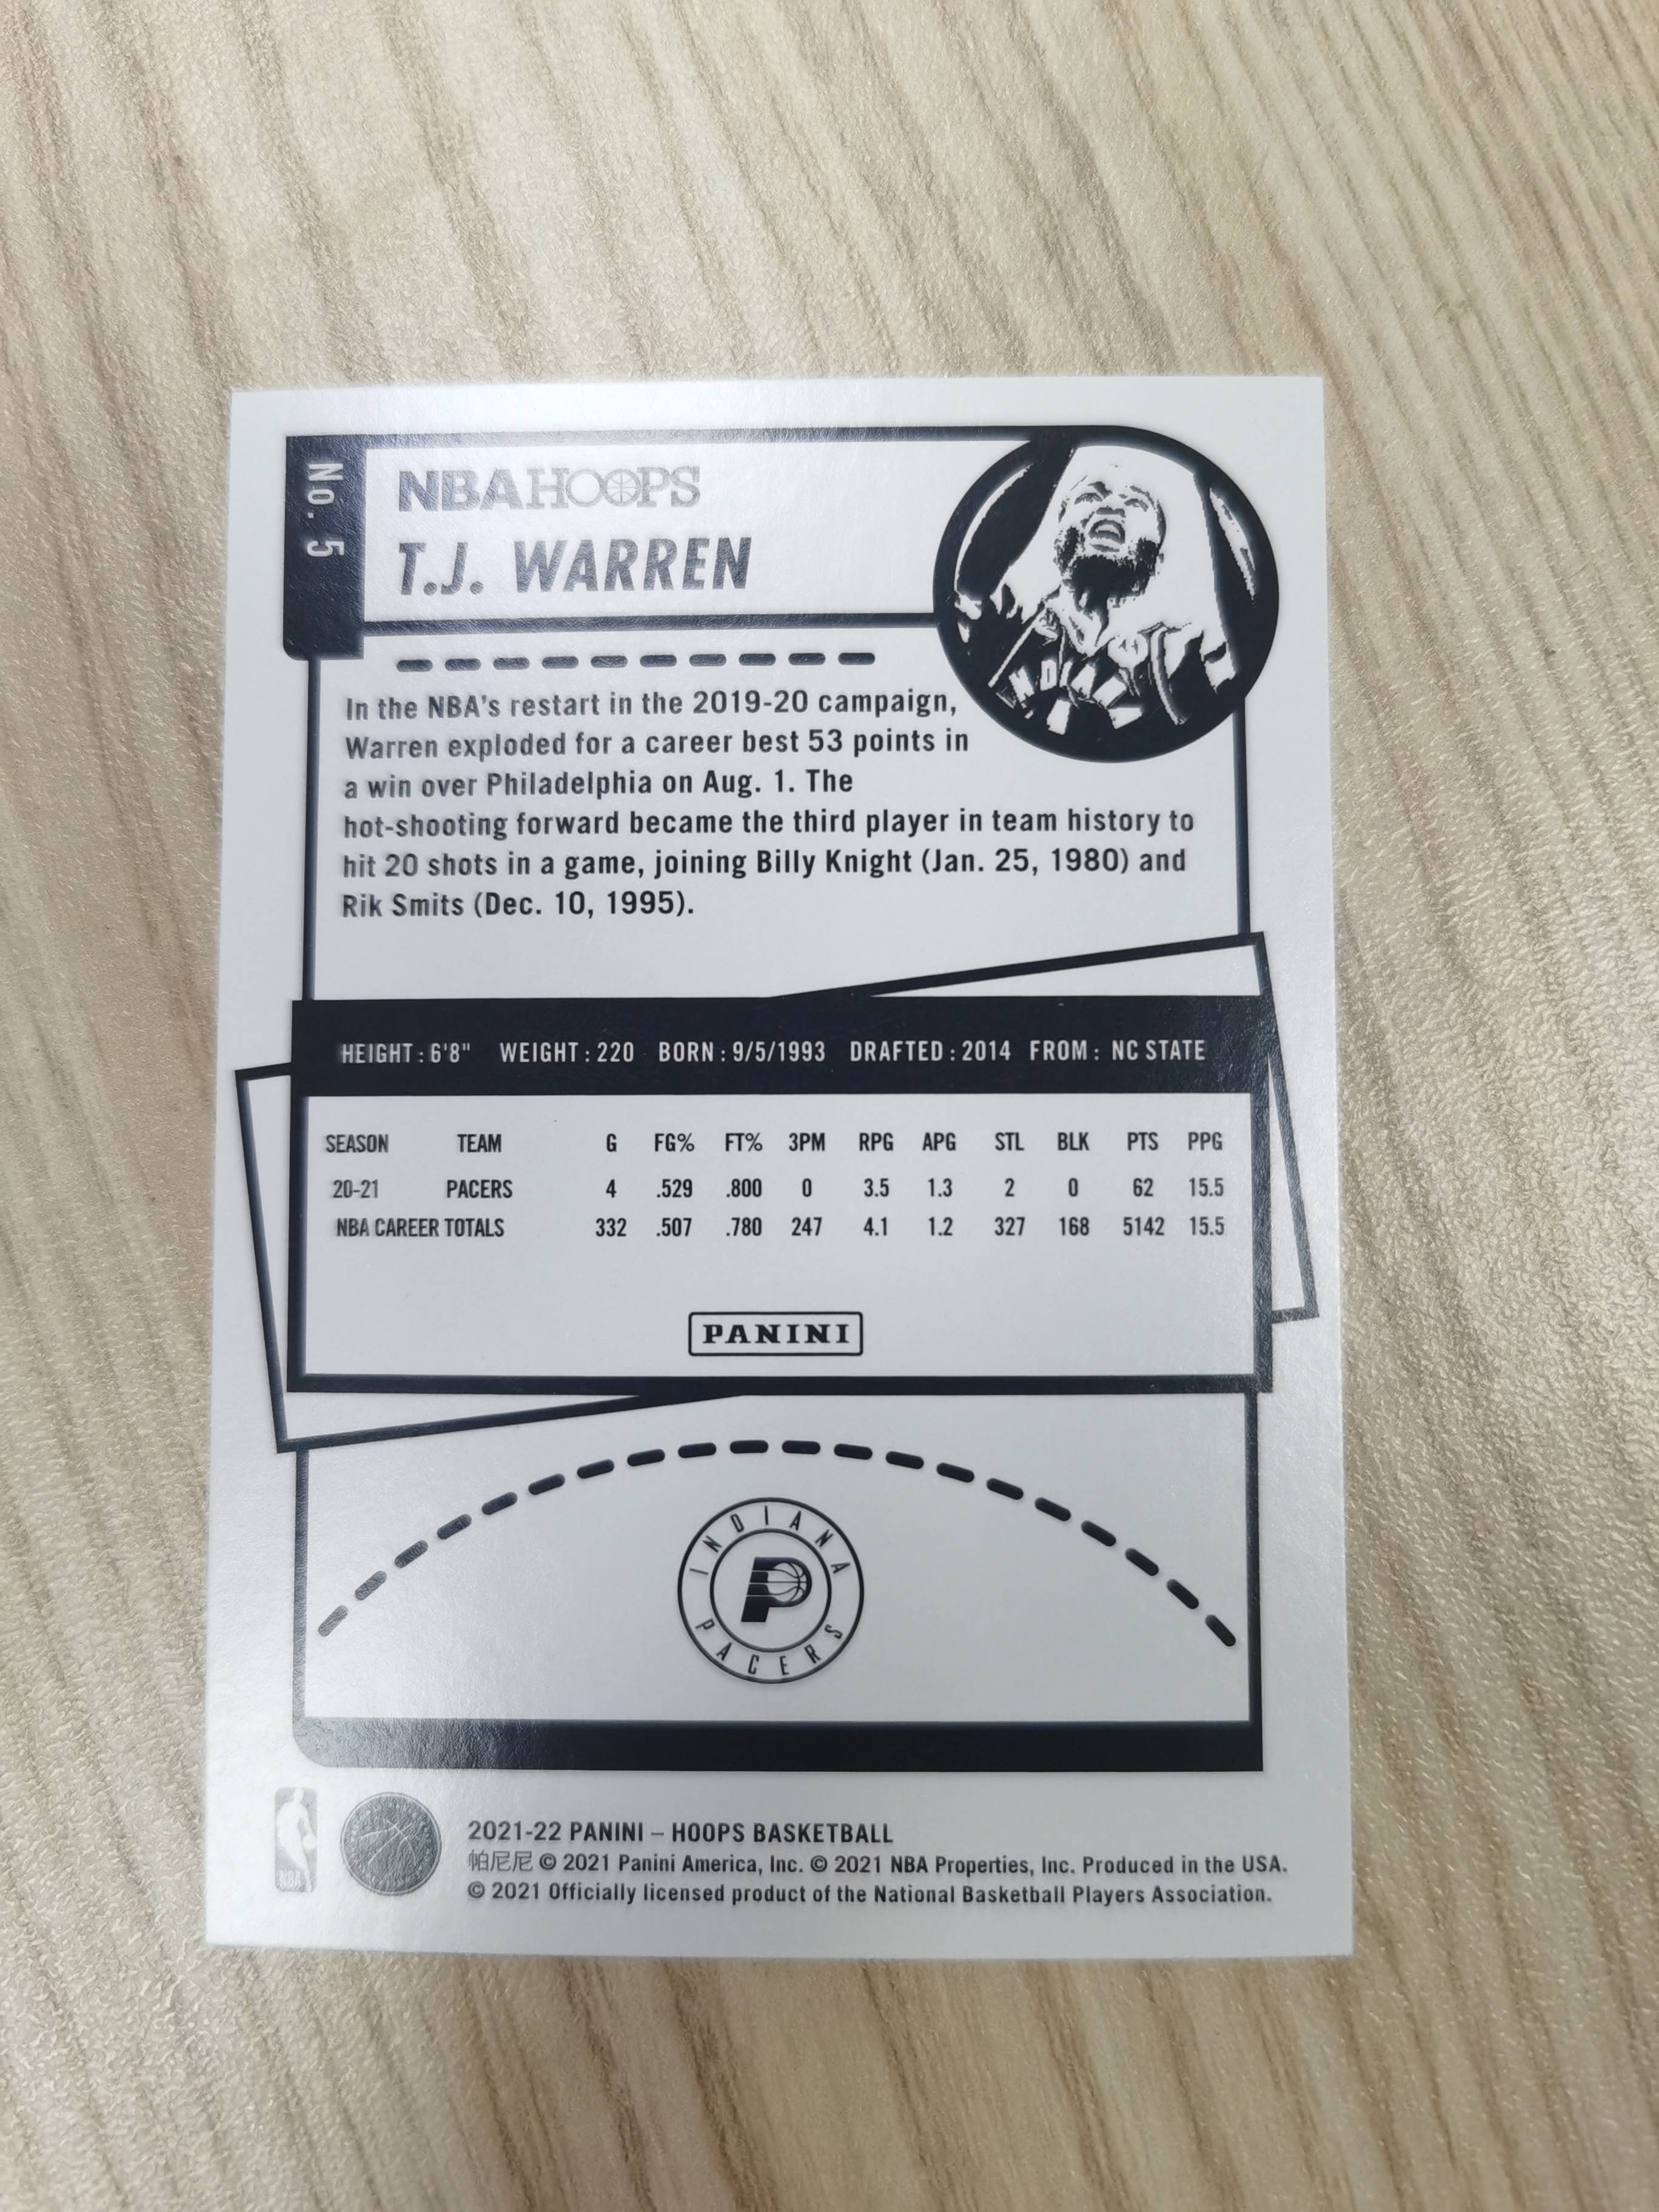 No. 5
NBA HOOPS
T.J. WARREN
In the NBA's restart in the 2019-20 campaign,
Warren exploded for a career best 53 points in
a win over Philadelphia on Aug. 1. The
hot-shooting forward became the third player in team history to
hit 20 shots in a game, joining Billy Knight (Jan. 25, 1980) and
Rik Smits (Dec. 10, 1995).
HEIGHT: 6'8" WEIGHT: 220 BORN: 9/5/1993 DRAFTED: 2014 FROM: NC STATE
SEASON TEAM G FG% FT% 3PM RPG APG STL BLK PTS PPG
20-21 PACERS 4 .529 .800 0 3.5 1.3 2 0 62 15.5
NBA CAREER TOTALS 332 .507 .780 247 4.1 1.2 327 168 5142 15.5
PANINI
INDIANA
P
PACERS
NBA
2021-22 PANINI – HOOPS BASKETBALL
帕尼尼 © 2021 Panini America, Inc. © 2021 NBA Properties, Inc. Produced in the USA.
© 2021 Officially licensed product of the National Basketball Players Association.